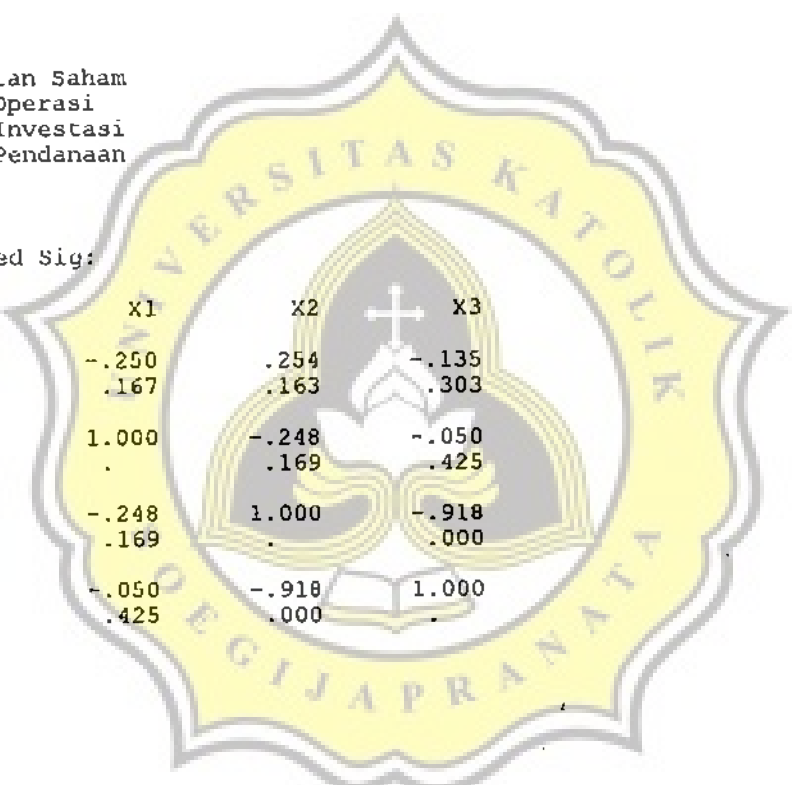 lan Saham
Operasi
Investasi
Pendanaan
UNIVERSITAS KATOLIK
ed Sig:
X1 X2 X3
-.250 .254 -.135
.167 .163 .303
1.000 -.248 -.050
. .169 .425
-.248 1.000 -.918
.169 . .000
-.050 -.918 1.000
.425 .000 .
SOEGIJAPRANATA